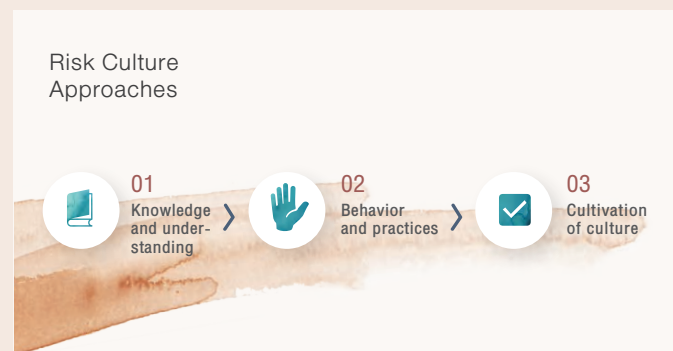 Risk Culture
Approaches
01
Knowledge
and under-
standing
02
Behavior
and practices
03
Cultivation
of culture